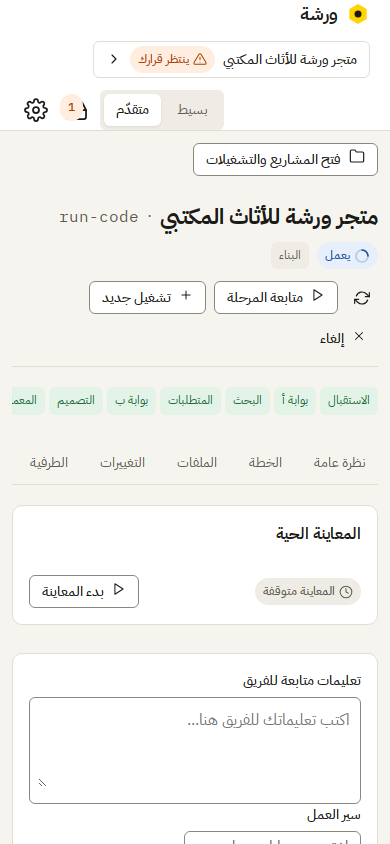 ورشة
متجر ورشة للأثاث المكتبي ينتظر قرارك
بسيط متقدّم 1
فتح المشاريع والتشغيلات
متجر ورشة للأثاث المكتبي · run-code
يعمل البناء
متابعة المرحلة تشغيل جديد
إلغاء
الاستقبال بوابة أ البحث المتطلبات بوابة ب التصميم
نظرة عامة الخطة الملفات التغييرات الطرفية
المعاينة الحية
المعاينة متوقفة بدء المعاينة
تعليمات متابعة للفريق
اكتب تعليماتك للفريق هنا...
سير العمل